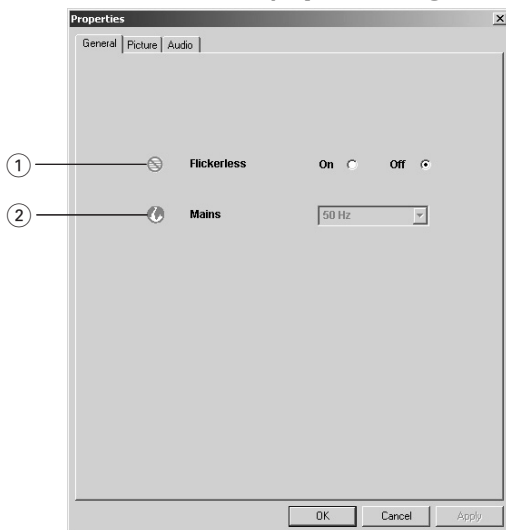 Properties
General Picture Audio
1 Flickerless On Off
2 Mains 50 Hz
OK Cancel Apply